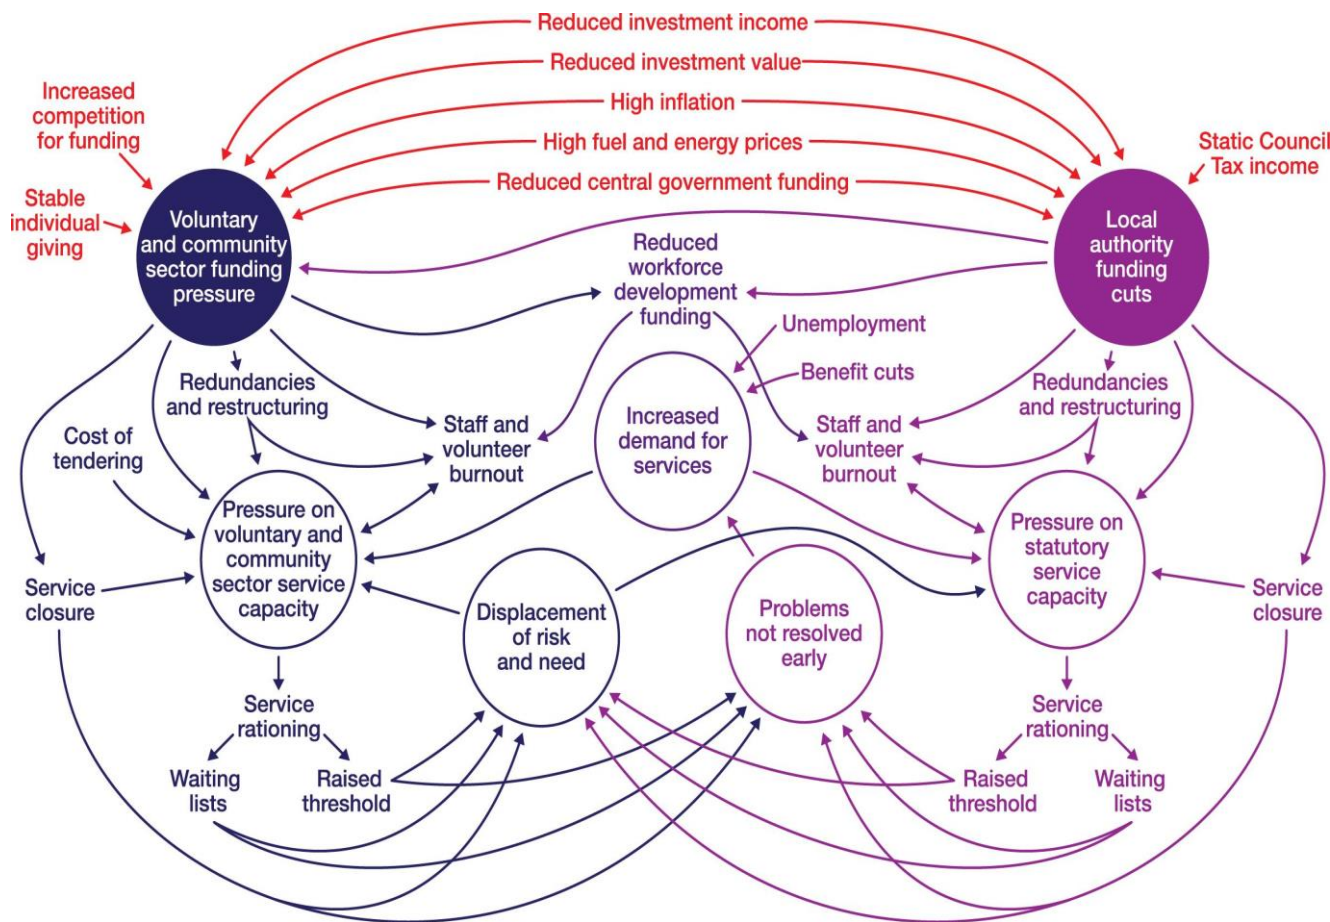 Reduced investment income
Reduced investment value
High inflation
High fuel and energy prices
Reduced central government funding
Increased
competition
for funding
Stable
individual
giving
Static Council
Tax income
Voluntary
and community
sector funding
pressure
Local
authority
funding
cuts
Reduced
workforce
development
funding
Unemployment
Benefit cuts
Redundancies
and restructuring
Cost of
tendering
Staff and
volunteer
burnout
Increased
demand for
services
Staff and
volunteer
burnout
Redundancies
and restructuring
Pressure on
voluntary and
community
sector service
capacity
Pressure on
statutory
service
capacity
Service
closure
Displacement
of risk
and need
Problems
not resolved
early
Service
closure
Service
rationing
Waiting
lists
Raised
threshold
Service
rationing
Raised
threshold
Waiting
lists